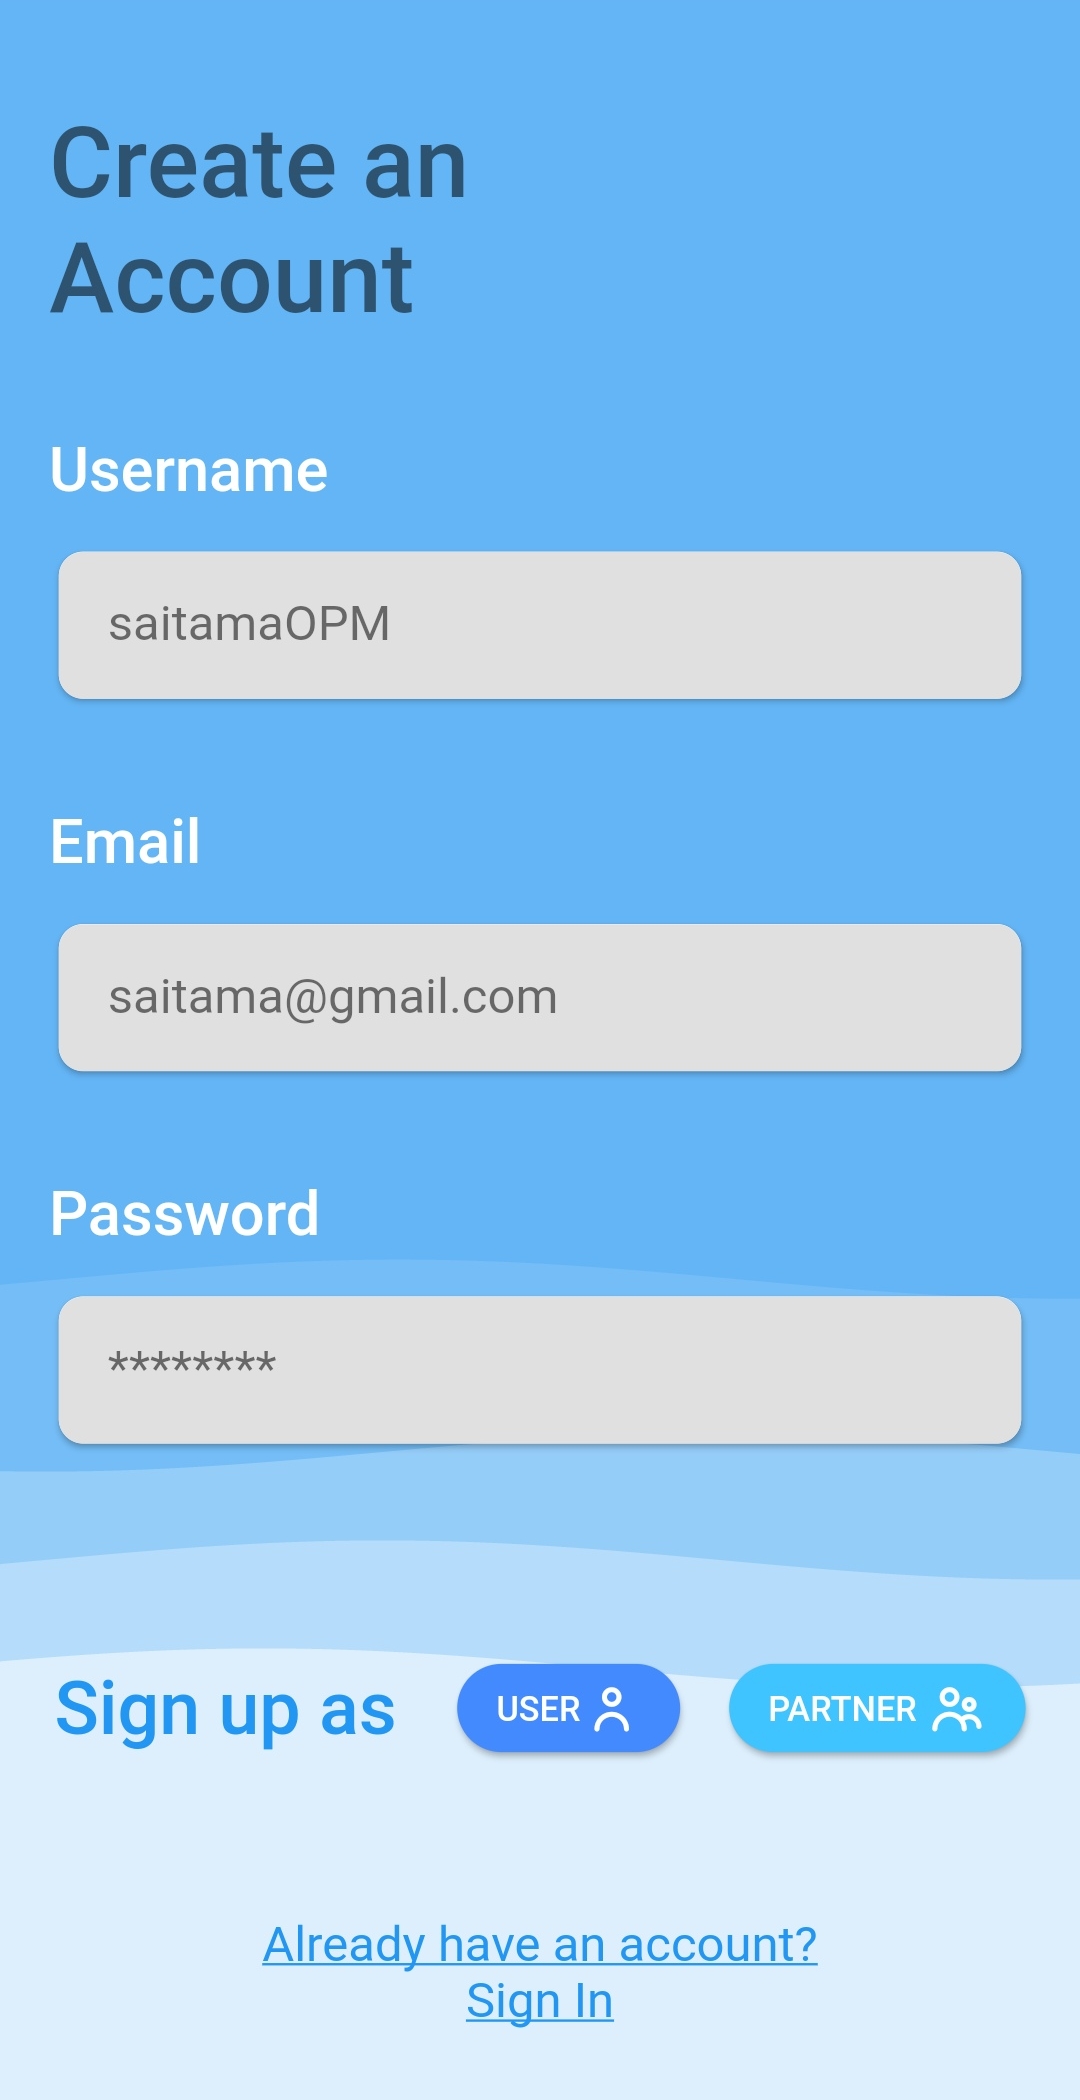 Create an
Account
Username
saitamaOPM
Email
saitama@gmail.com
Password
********
Sign up as USER PARTNER
Already have an account?
Sign In